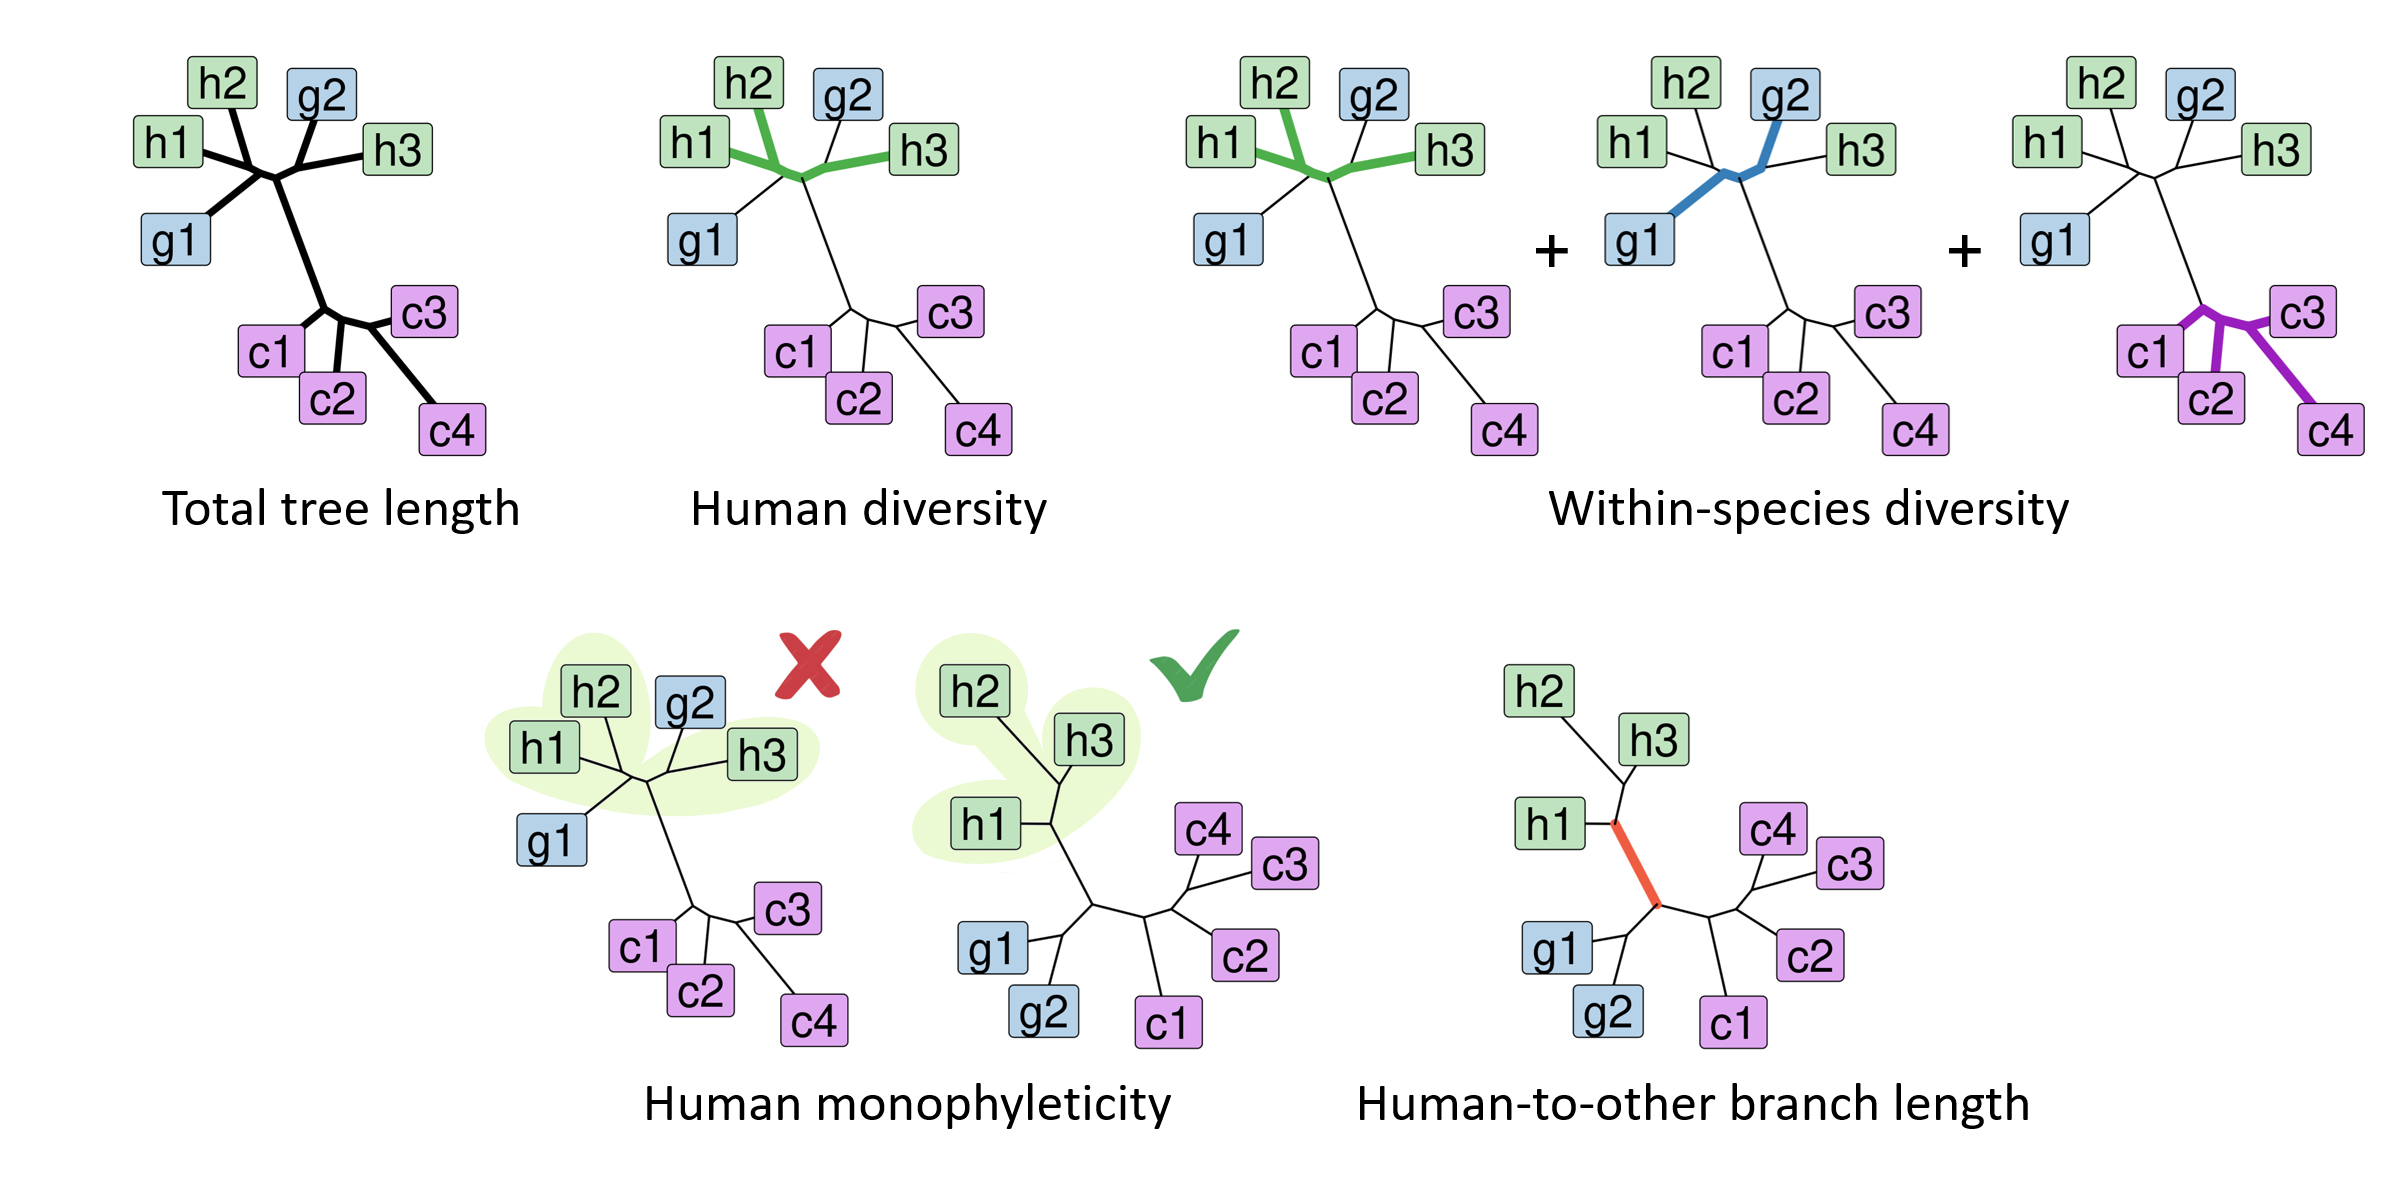 h2 g2
h1 h3
g1
c3
c1
c2
c4
Total tree length
h2 g2
h1 h3
g1
c3
c1
c2
c4
Human diversity
h2 g2
h1 h3
g1
c3
c1
c2
c4
+
h2 g2
h1 h3
g1
c3
c1
c2
c4
+
h2 g2
h1 h3
g1
c3
c1
c2
c4
Within-species diversity
h2 g2
h1 h3
g1
c3
c1
c2
c4
h2
h3
h1 c4
c3
g1 c2
g2 c1
Human monophyleticity
h2
h3
h1 c4
c3
g1 c2
g2 c1
Human-to-other branch length